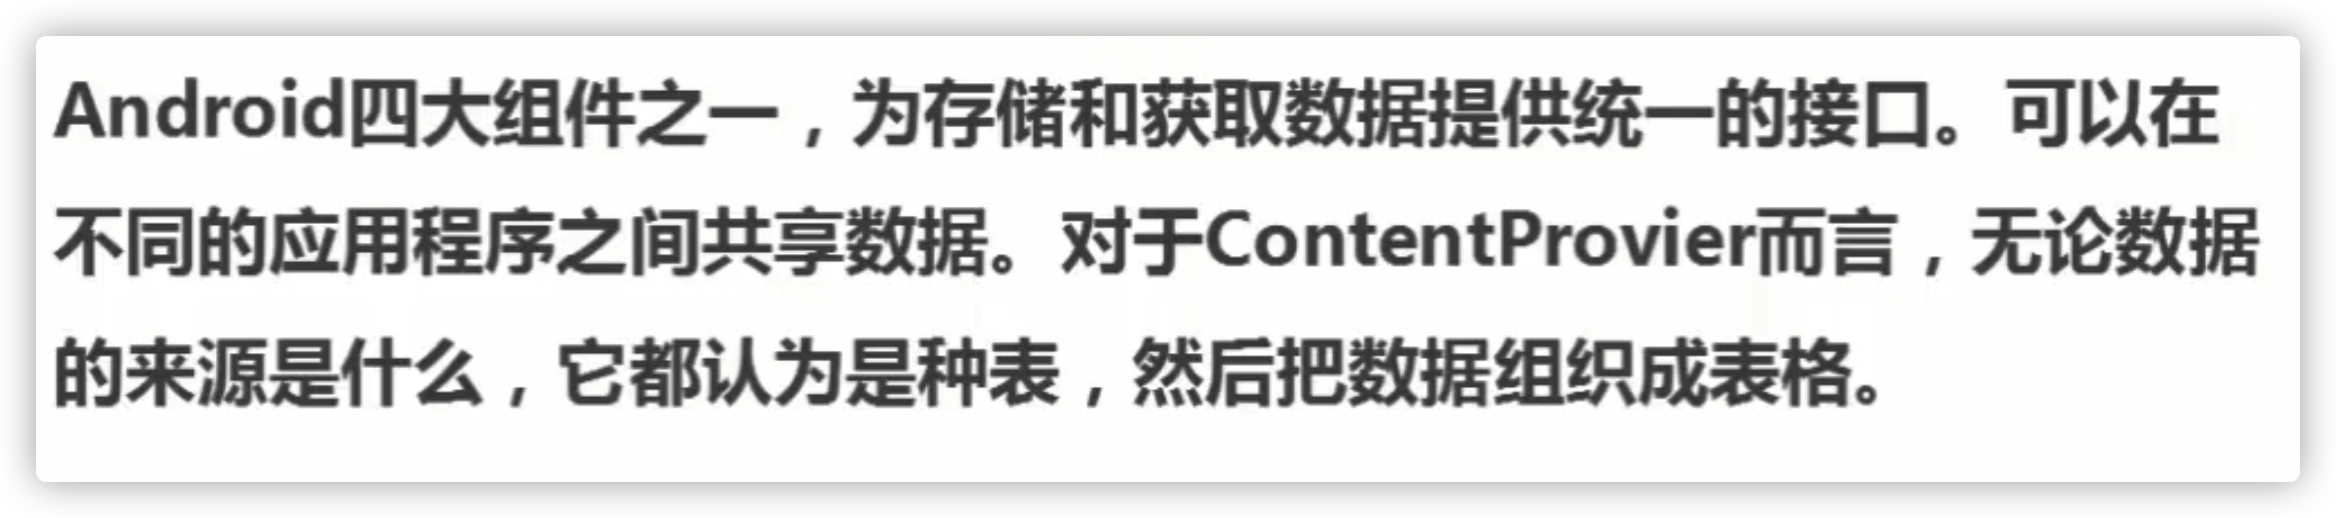 Android四大组件之一，为存储和获取数据提供统一的接口。可以在
不同的应用程序之间共享数据。对于ContentProvier而言，无论数据
的来源是什么，它都认为是种表，然后把数据组织成表格。